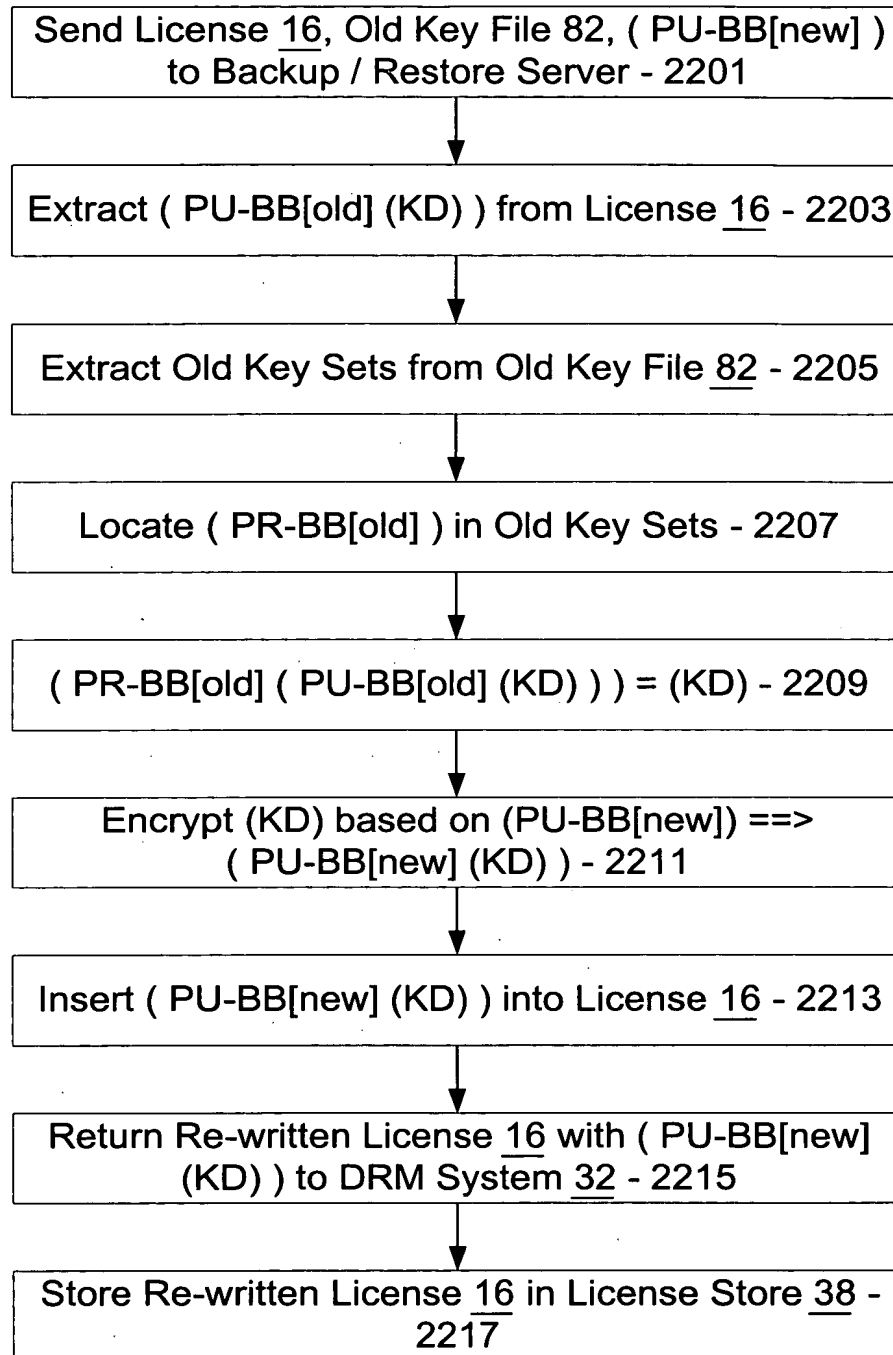 Send License 16, Old Key File 82, ( PU-BB[new] )
to Backup / Restore Server - 2201
Extract ( PU-BB[old] (KD) ) from License 16 - 2203
Extract Old Key Sets from Old Key File 82 - 2205
Locate ( PR-BB[old] ) in Old Key Sets - 2207
( PR-BB[old] ( PU-BB[old] (KD) ) ) = (KD) - 2209
Encrypt (KD) based on (PU-BB[new]) ==>
( PU-BB[new] (KD) ) - 2211
Insert ( PU-BB[new] (KD) ) into License 16 - 2213
Return Re-written License 16 with ( PU-BB[new]
(KD) ) to DRM System 32 - 2215
Store Re-written License 16 in License Store 38 -
2217